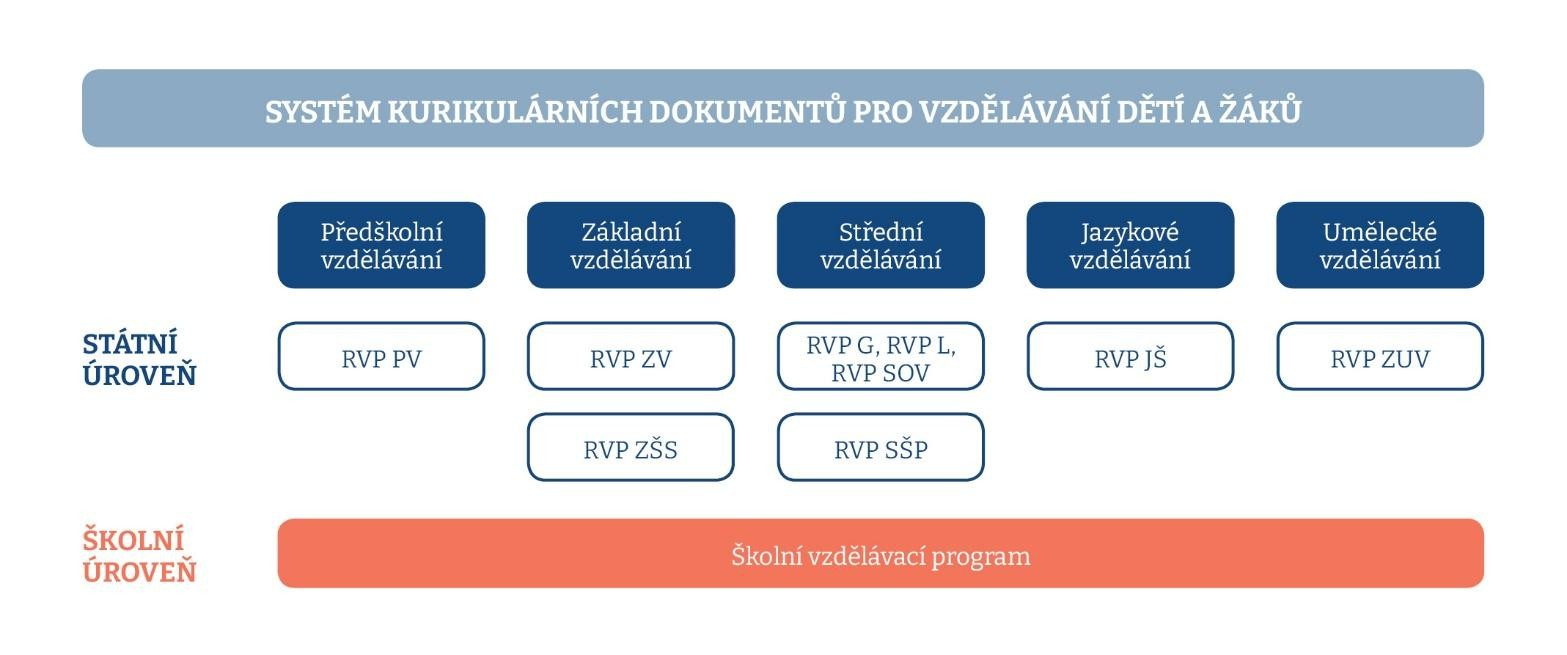 SYSTÉM KURIKULÁRNÍCH DOKUMENTŮ PRO VZDĚLÁVÁNÍ DĚTÍ A ŽÁKŮ
Předškolní
vzdělávání
Základní
vzdělávání
Střední
vzdělávání
Jazykové
vzdělávání
Umělecké
vzdělávání
STÁTNÍ
ÚROVEŇ
RVP PV
RVP ZV
RVP G, RVP L,
RVP SOV
RVP JŠ
RVP ZUV
RVP ZŠS
RVP SŠP
ŠKOLNÍ
ÚROVEŇ
Školní vzdělávací program